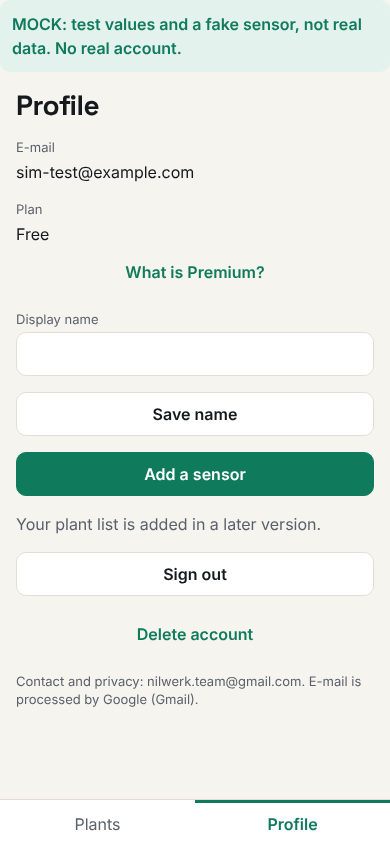 MOCK: test values and a fake sensor, not real
data. No real account.
Profile
E-mail
sim-test@example.com
Plan
Free
What is Premium?
Display name
Save name
Add a sensor
Your plant list is added in a later version.
Sign out
Delete account
Contact and privacy: nilwerk.team@gmail.com. E-mail is
processed by Google (Gmail).
Plants
Profile